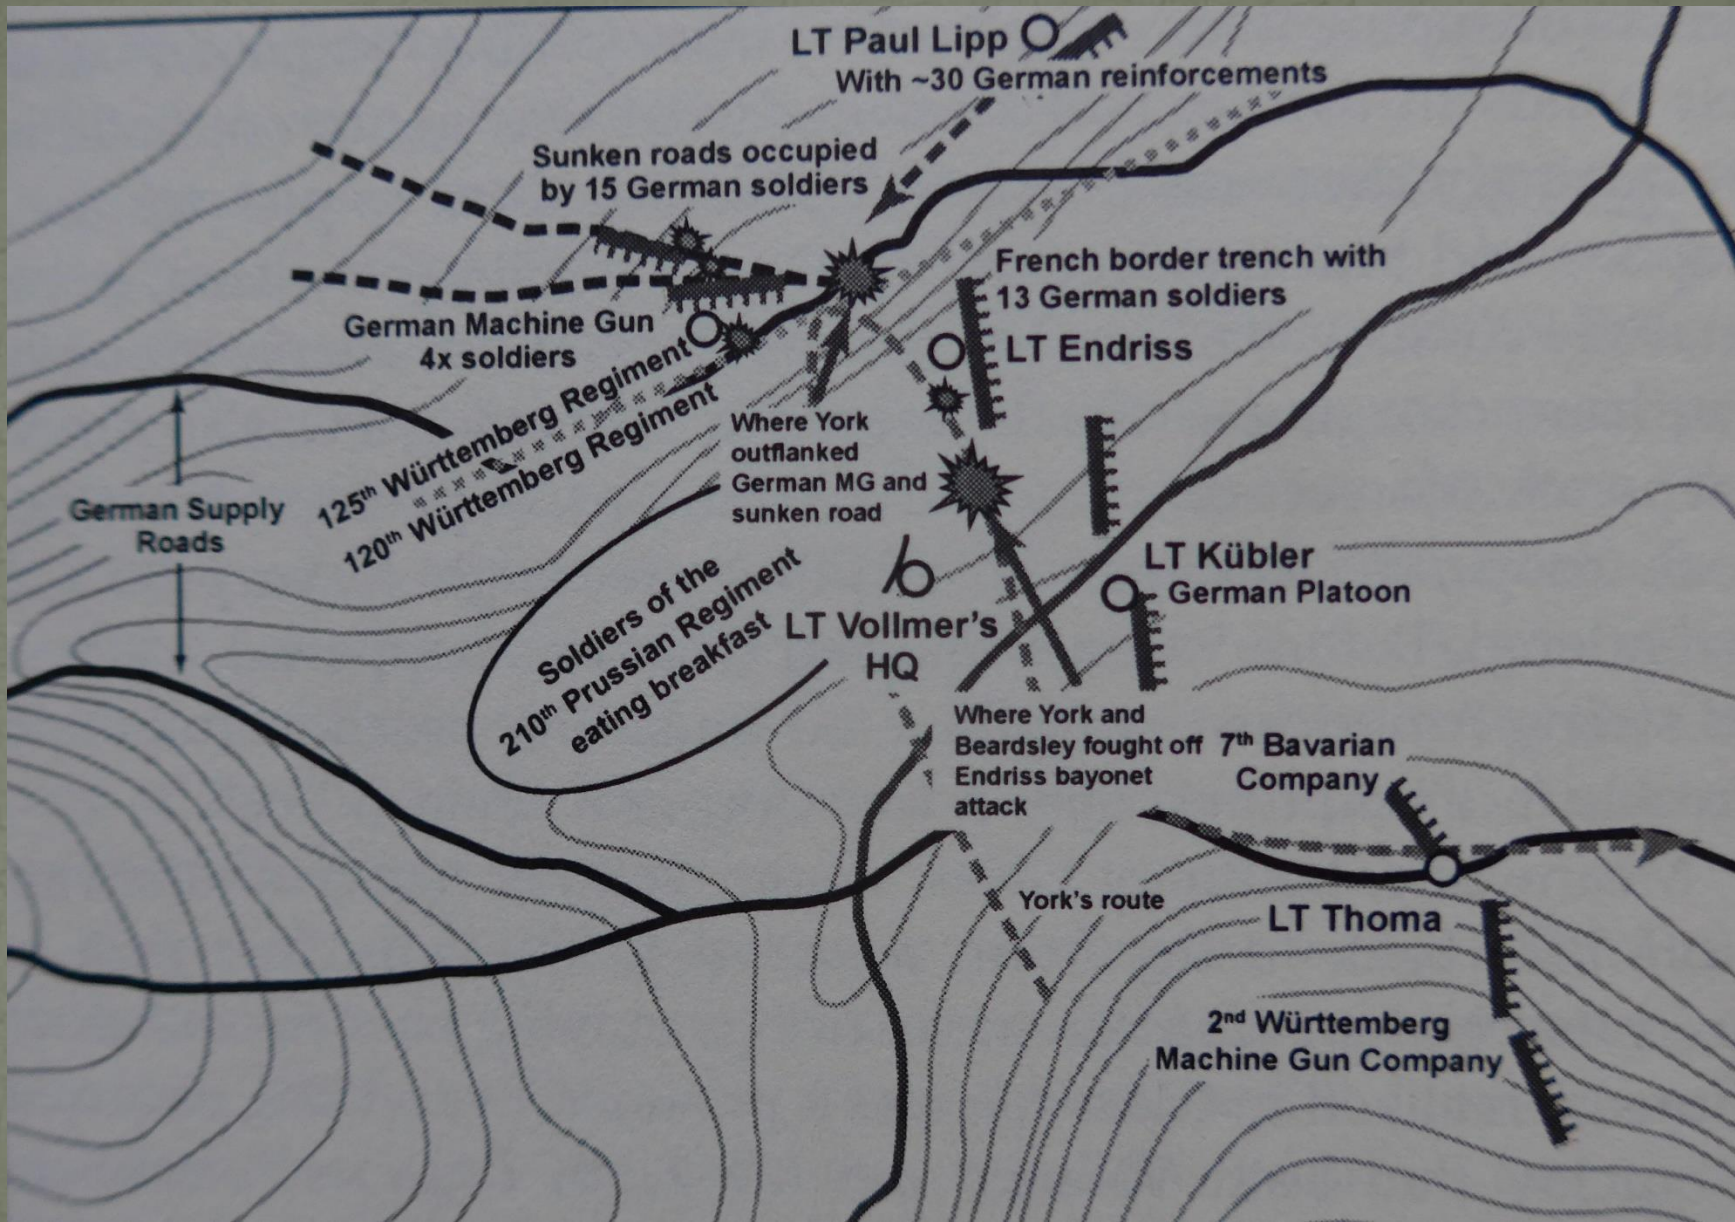 LT Paul Lipp
With ~30 German reinforcements
Sunken roads occupied
by 15 German soldiers
French border trench with
13 German soldiers
German Machine Gun
4x soldiers
LT Endriss
125th Württemberg Regiment
120th Württemberg Regiment
Where York
outflanked
German MG and
sunken road
German Supply
Roads
LT Kübler
German Platoon
Soldiers of the
210th Prussian Regiment
eating breakfast
LT Vollmer's
HQ
Where York and
Beardsley fought off
Endriss bayonet
attack
7th Bavarian
Company
York's route
LT Thoma
2nd Württemberg
Machine Gun Company